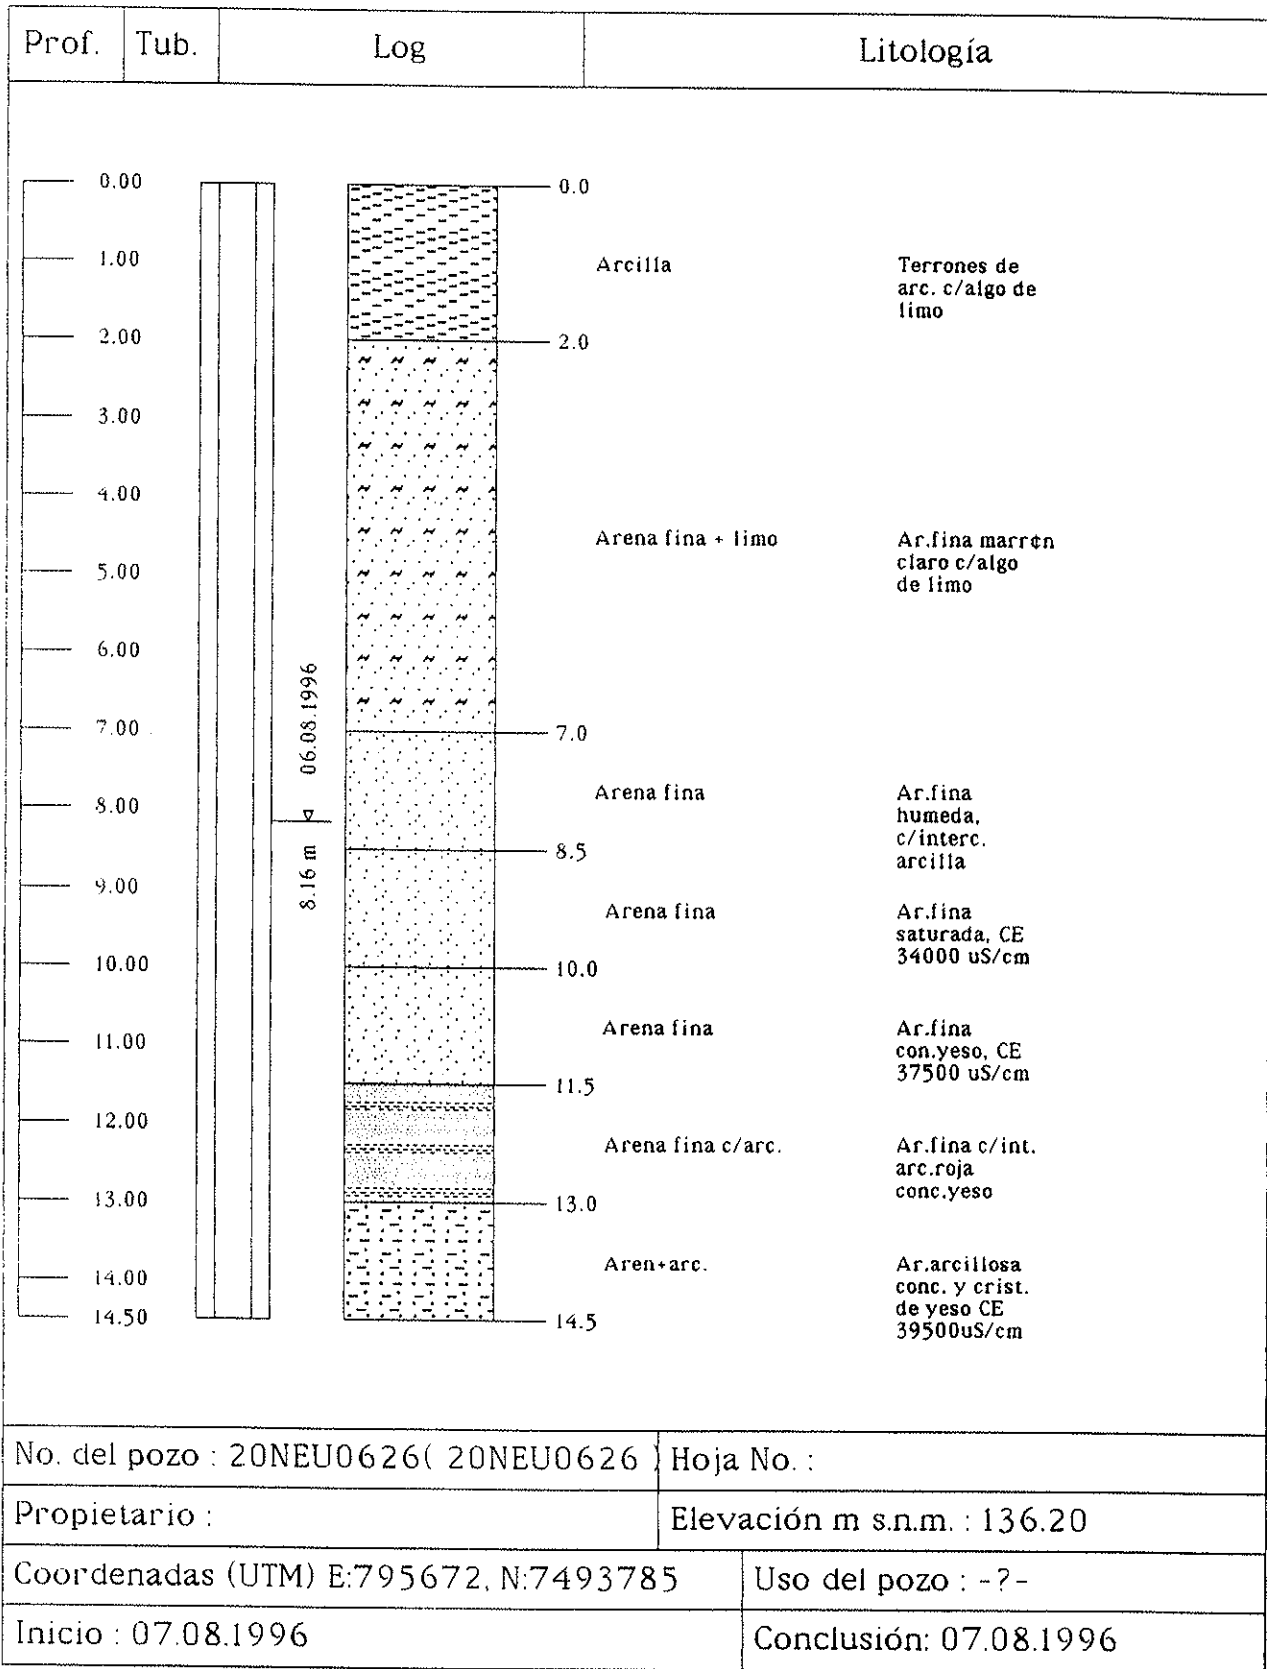 Prof. Tub. Log Litología
0.00 0.0
1.00 Arcilla Terrones de
arc. c/algo de
limo
2.00 2.0
3.00
4.00
Arena fina + limo Ar.fina marr¢n
claro c/algo
5.00 de limo
6.00
06.08.1996
7.00 7.0
8.00 Arena fina Ar.fina
humeda,
c/interc.
8.5 arcilla
8.16 m
9.00
Arena fina Ar.fina
saturada, CE
34000 uS/cm
10.00 10.0
11.00 Arena fina Ar.fina
con.yeso, CE
37500 uS/cm
11.5
12.00
Arena fina c/arc. Ar.fina c/int.
arc.roja
conc.yeso
13.00 13.0
14.00 Aren+arc. Ar.arcillosa
conc. y crist.
de yeso CE
39500uS/cm
14.50 14.5
No. del pozo : 20NEU0626( 20NEU0626 ) Hoja No. :
Propietario : Elevación m s.n.m. : 136.20
Coordenadas (UTM) E:795672, N:7493785 Uso del pozo : -?-
Inicio : 07.08.1996 Conclusión: 07.08.1996